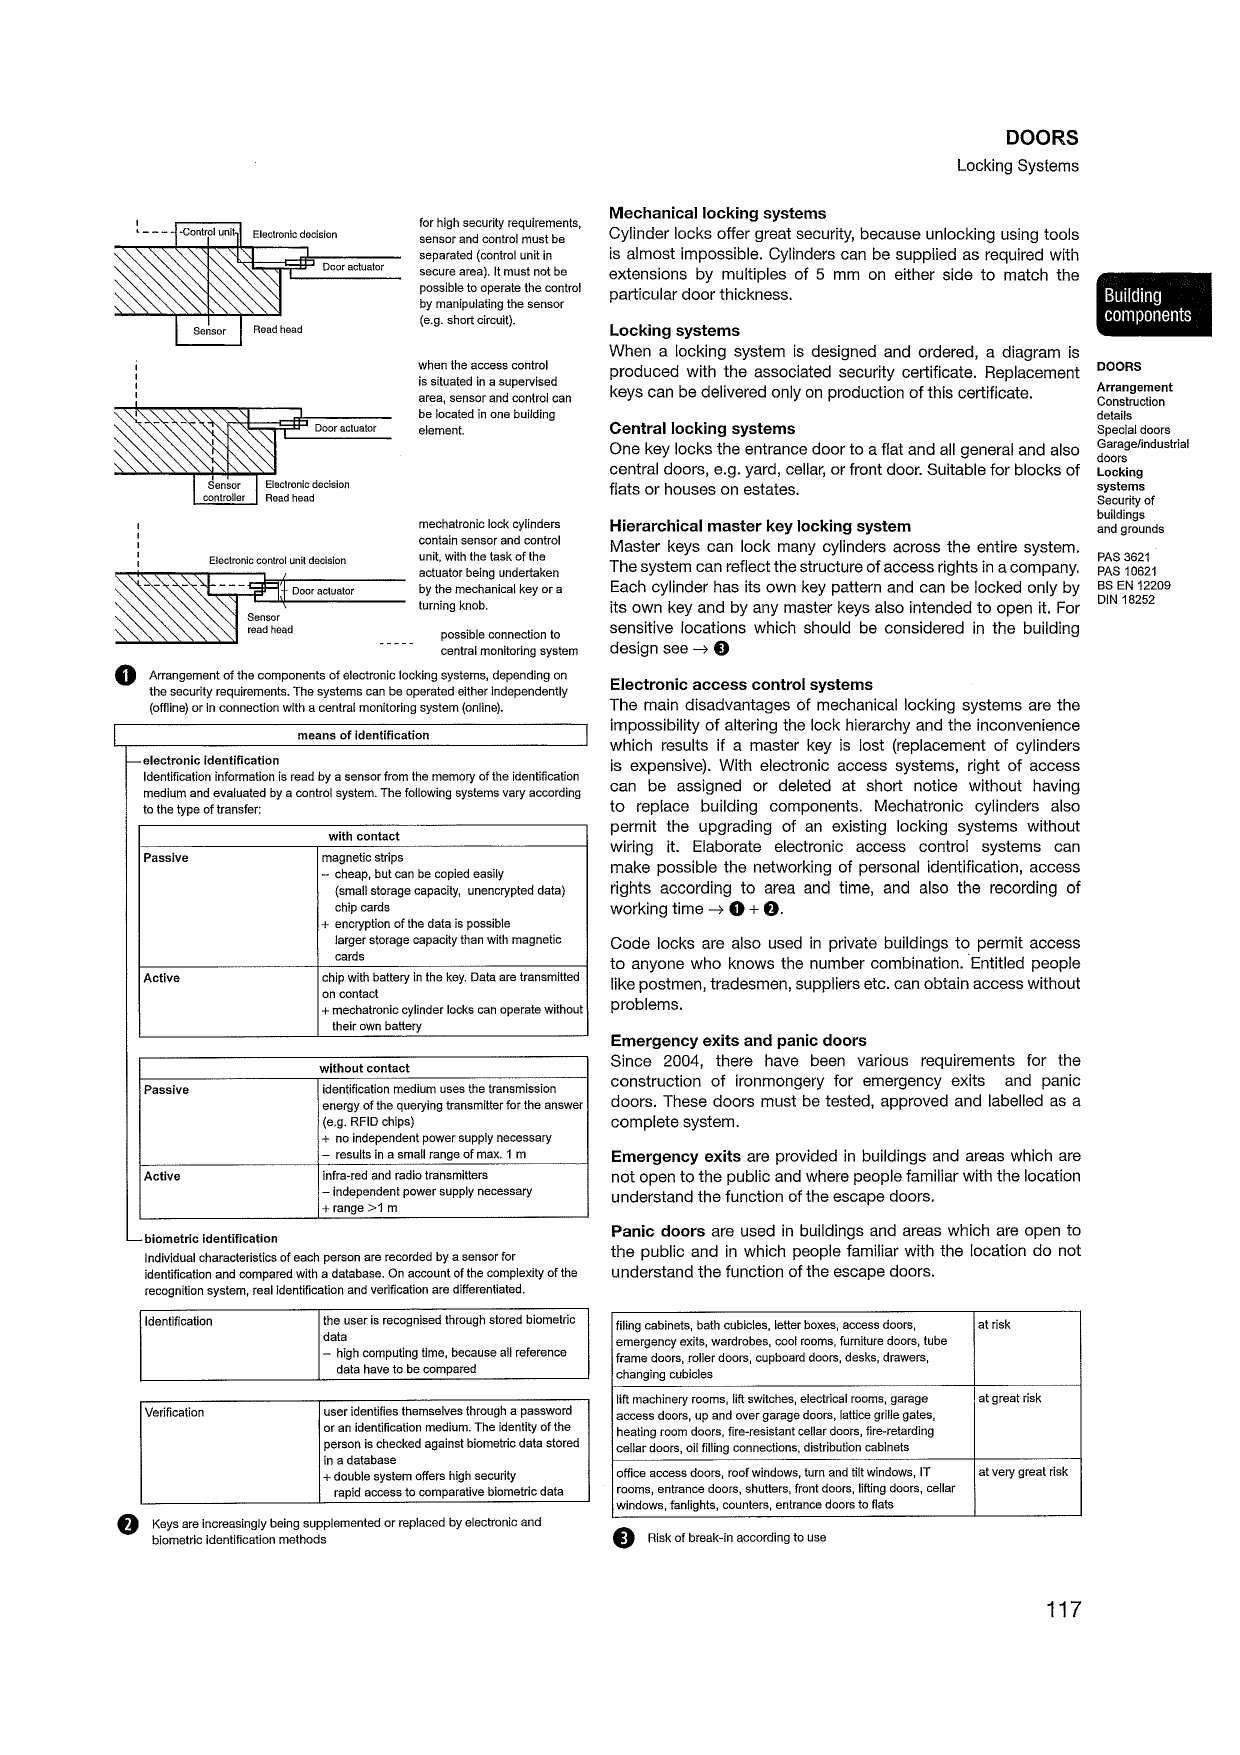 DOORS
Locking Systems
Control unit
Electronic decision
Door actuator
Sensor
Read head
for high security requirements,
sensor and control must be
separated (control unit in
secure area). It must not be
possible to operate the control
by manipulating the sensor
(e.g. short circuit).
Door actuator
Sensor
controller
Electronic decision
Read head
when the access control
is situated in a supervised
area, sensor and control can
be located in one building
element.
Electronic control unit decision
Door actuator
Sensor
read head
mechatronic lock cylinders
contain sensor and control
unit, with the task of the
actuator being undertaken
by the mechanical key or a
turning knob.
----- possible connection to
central monitoring system
1 Arrangement of the components of electronic locking systems, depending on
the security requirements. The systems can be operated either independently
(offline) or in connection with a central monitoring system (online).
means of identification
electronic identification
Identification information is read by a sensor from the memory of the identification
medium and evaluated by a control system. The following systems vary according
to the type of transfer:
with contact
Passive
magnetic strips
– cheap, but can be copied easily
(small storage capacity, unencrypted data)
chip cards
+ encryption of the data is possible
larger storage capacity than with magnetic
cards
Active
chip with battery in the key. Data are transmitted
on contact
+ mechatronic cylinder locks can operate without
their own battery
without contact
Passive
identification medium uses the transmission
energy of the querying transmitter for the answer
(e.g. RFID chips)
+ no independent power supply necessary
– results in a small range of max. 1 m
Active
infra-red and radio transmitters
– independent power supply necessary
+ range >1 m
biometric identification
Individual characteristics of each person are recorded by a sensor for
identification and compared with a database. On account of the complexity of the
recognition system, real identification and verification are differentiated.
Identification
the user is recognised through stored biometric
data
– high computing time, because all reference
data have to be compared
Verification
user identifies themselves through a password
or an identification medium. The identity of the
person is checked against biometric data stored
in a database
+ double system offers high security
rapid access to comparative biometric data
2 Keys are increasingly being supplemented or replaced by electronic and
biometric identification methods
Mechanical locking systems
Cylinder locks offer great security, because unlocking using tools
is almost impossible. Cylinders can be supplied as required with
extensions by multiples of 5 mm on either side to match the
particular door thickness.
Locking systems
When a locking system is designed and ordered, a diagram is
produced with the associated security certificate. Replacement
keys can be delivered only on production of this certificate.
Central locking systems
One key locks the entrance door to a flat and all general and also
central doors, e.g. yard, cellar, or front door. Suitable for blocks of
flats or houses on estates.
Hierarchical master key locking system
Master keys can lock many cylinders across the entire system.
The system can reflect the structure of access rights in a company.
Each cylinder has its own key pattern and can be locked only by
its own key and by any master keys also intended to open it. For
sensitive locations which should be considered in the building
design see → 3
Electronic access control systems
The main disadvantages of mechanical locking systems are the
impossibility of altering the lock hierarchy and the inconvenience
which results if a master key is lost (replacement of cylinders
is expensive). With electronic access systems, right of access
can be assigned or deleted at short notice without having
to replace building components. Mechatronic cylinders also
permit the upgrading of an existing locking systems without
wiring it. Elaborate electronic access control systems can
make possible the networking of personal identification, access
rights according to area and time, and also the recording of
working time → 1 + 2.
Code locks are also used in private buildings to permit access
to anyone who knows the number combination. Entitled people
like postmen, tradesmen, suppliers etc. can obtain access without
problems.
Emergency exits and panic doors
Since 2004, there have been various requirements for the
construction of ironmongery for emergency exits and panic
doors. These doors must be tested, approved and labelled as a
complete system.
Emergency exits are provided in buildings and areas which are
not open to the public and where people familiar with the location
understand the function of the escape doors.
Panic doors are used in buildings and areas which are open to
the public and in which people familiar with the location do not
understand the function of the escape doors.
filing cabinets, bath cubicles, letter boxes, access doors,
emergency exits, wardrobes, cool rooms, furniture doors, tube
frame doors, roller doors, cupboard doors, desks, drawers,
changing cubicles
at risk
lift machinery rooms, lift switches, electrical rooms, garage
access doors, up and over garage doors, lattice grille gates,
heating room doors, fire-resistant cellar doors, fire-retarding
cellar doors, oil filling connections, distribution cabinets
at great risk
office access doors, roof windows, turn and tilt windows, IT
rooms, entrance doors, shutters, front doors, lifting doors, cellar
windows, fanlights, counters, entrance doors to flats
at very great risk
3 Risk of break-in according to use
Building
components
DOORS
Arrangement
Construction
details
Special doors
Garage/industrial
doors
Locking
systems
Security of
buildings
and grounds
PAS 3621
PAS 10621
BS EN 12209
DIN 18252
117